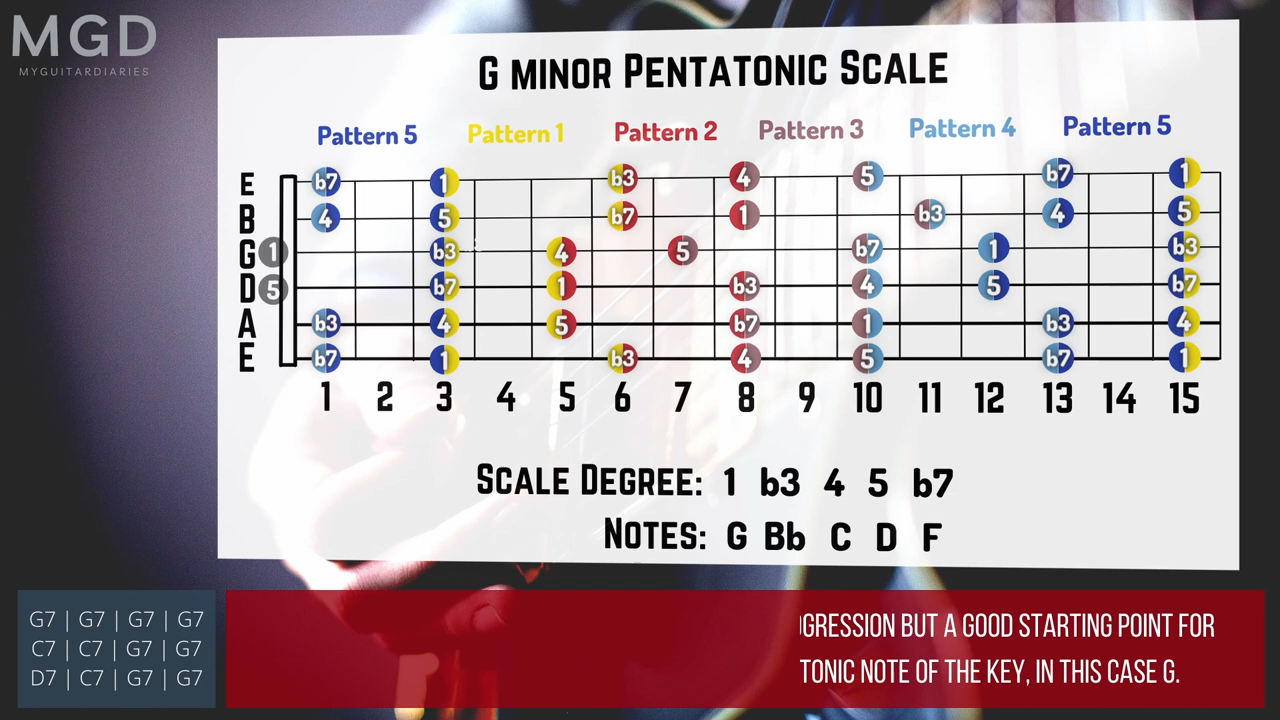 MGD
MYGUITARDIARIES
G MINOR PENTATONIC SCALE
Pattern 5 Pattern 1 Pattern 2 Pattern 3 Pattern 4 Pattern 5
E b7 1 b3 4 5 b7 1
B 4 5 b7 1 b3 4 5
G 1 b3 4 5 b7 1 b3
D 5 b7 1 b3 4 5 b7
A b3 4 5 b7 1 b3 4
E b7 1 b3 4 5 b7 1
1 2 3 4 5 6 7 8 9 10 11 12 13 14 15
SCALE DEGREE: 1 b3 4 5 b7
NOTES: G Bb C D F
G7 | G7 | G7 | G7
C7 | C7 | G7 | G7
D7 | C7 | G7 | G7
GRESSION BUT A GOOD STARTING POINT FOR
TONIC NOTE OF THE KEY, IN THIS CASE G.